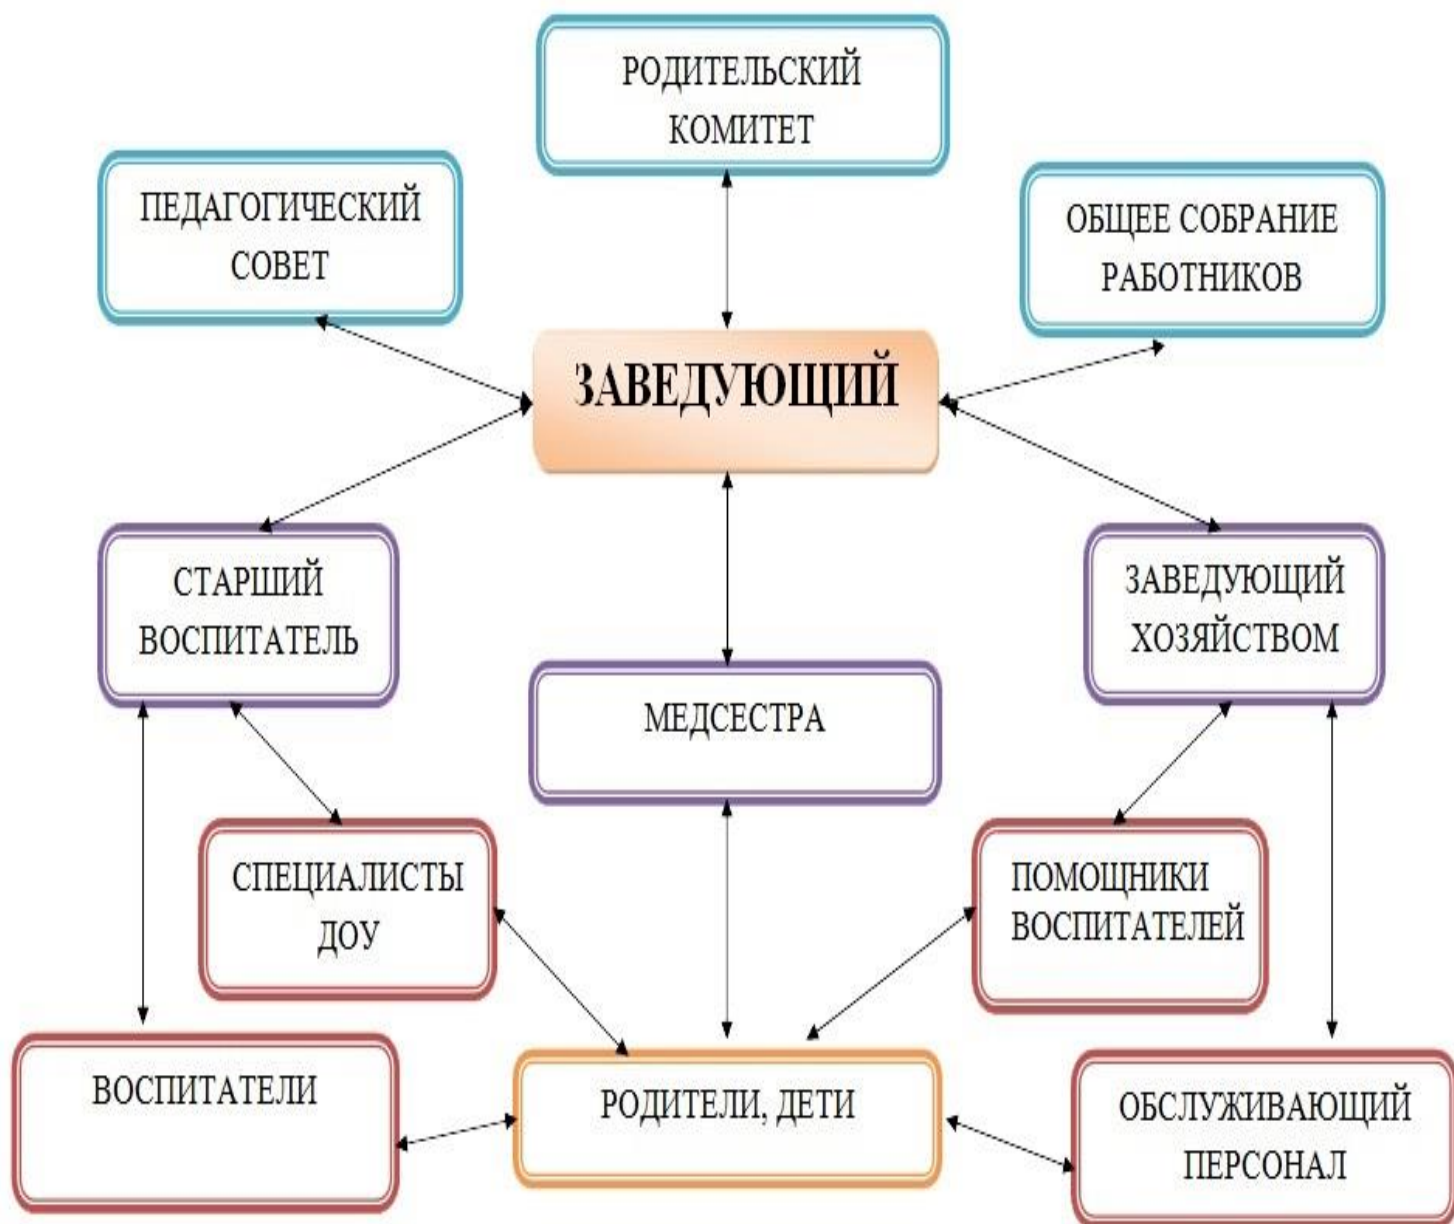 РОДИТЕЛЬСКИЙ
КОМИТЕТ
ПЕДАГОГИЧЕСКИЙ
СОВЕТ
ОБЩЕЕ СОБРАНИЕ
РАБОТНИКОВ
ЗАВЕДУЮЩИЙ
СТАРШИЙ
ВОСПИТАТЕЛЬ
МЕДСЕСТРА
ЗАВЕДУЮЩИЙ
ХОЗЯЙСТВОМ
СПЕЦИАЛИСТЫ
ДОУ
ПОМОЩНИКИ
ВОСПИТАТЕЛЕЙ
ВОСПИТАТЕЛИ
РОДИТЕЛИ, ДЕТИ
ОБСЛУЖИВАЮЩИЙ
ПЕРСОНАЛ